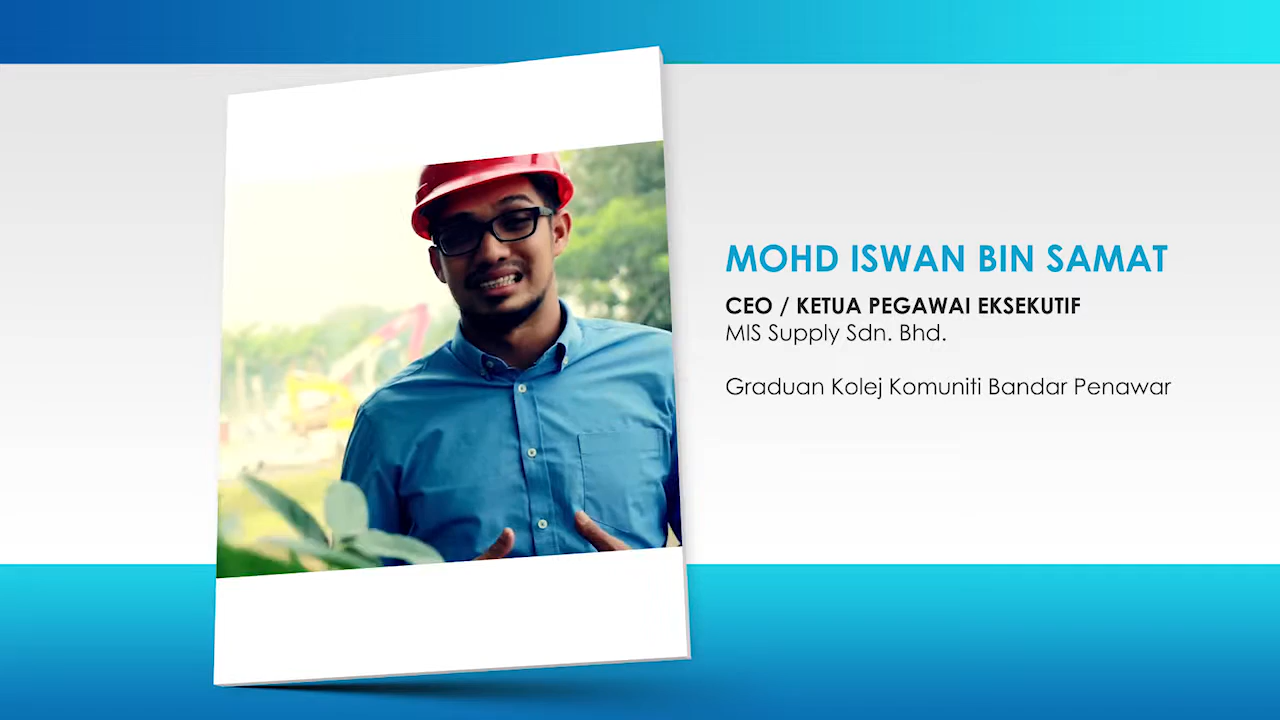 MOHD ISWAN BIN SAMAT
CEO / KETUA PEGAWAI EKSEKUTIF
MIS Supply Sdn. Bhd.
Graduan Kolej Komuniti Bandar Penawar